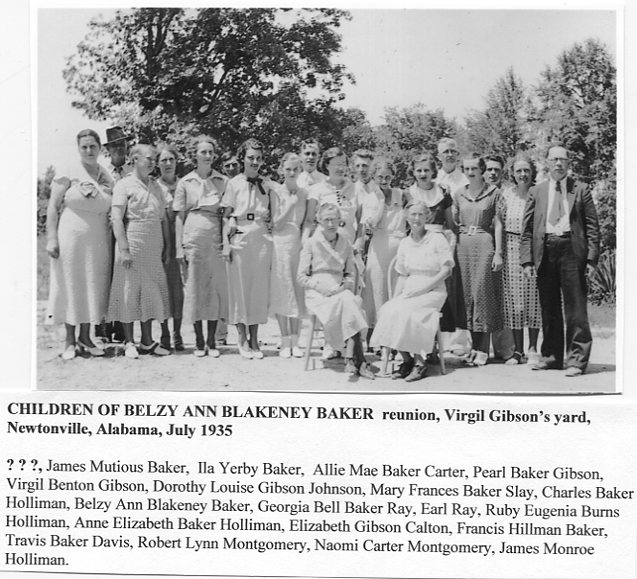 CHILDREN OF BELZY ANN BLAKENEY BAKER reunion, Virgil Gibson's yard,
Newtonville, Alabama, July 1935
? ? ?, James Mutious Baker, Ila Yerby Baker, Allie Mae Baker Carter, Pearl Baker Gibson,
Virgil Benton Gibson, Dorothy Louise Gibson Johnson, Mary Frances Baker Slay, Charles Baker
Holliman, Belzy Ann Blakeney Baker, Georgia Bell Baker Ray, Earl Ray, Ruby Eugenia Burns
Holliman, Anne Elizabeth Baker Holliman, Elizabeth Gibson Calton, Francis Hillman Baker,
Travis Baker Davis, Robert Lynn Montgomery, Naomi Carter Montgomery, James Monroe
Holliman.